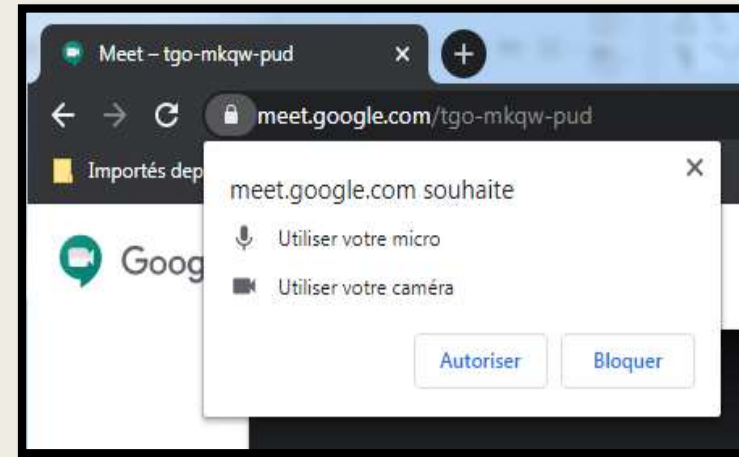 Meet – tgo-mkqw-pud
meet.google.com/tgo-mkqw-pud
Importés dep
meet.google.com souhaite
Utiliser votre micro
Goog
Utiliser votre caméra
Autoriser Bloquer